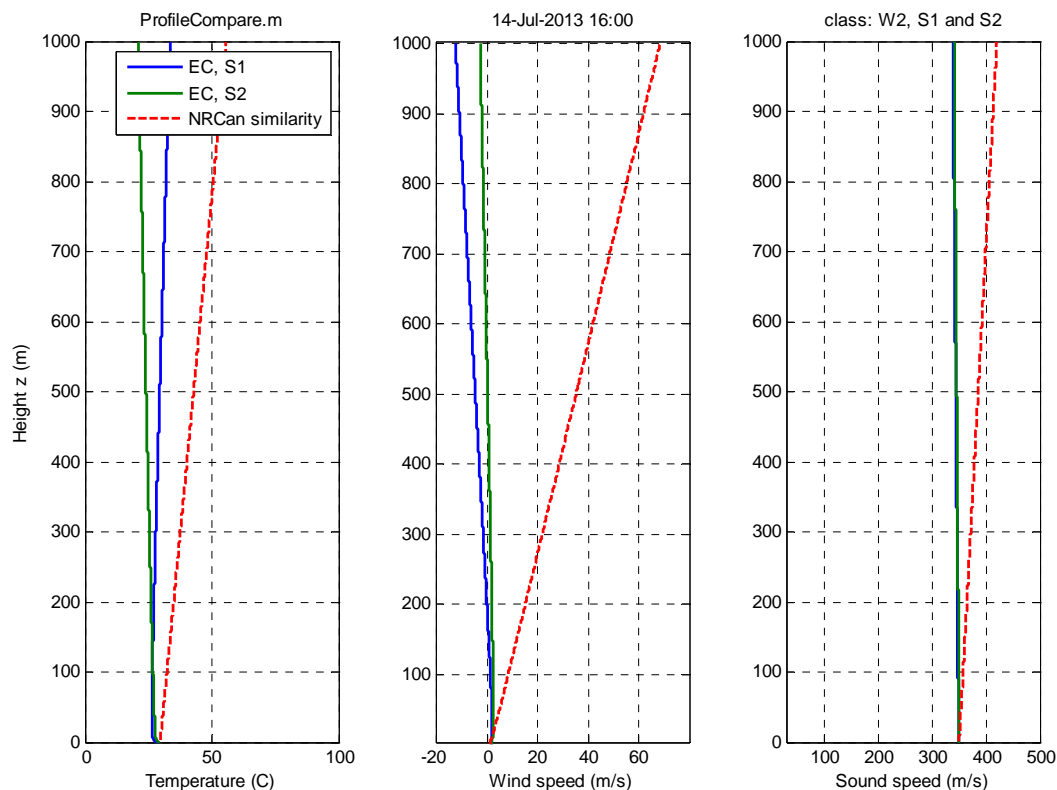 ProfileCompare.m
14-Jul-2013 16:00
class: W2, S1 and S2
EC, S1
EC, S2
NRCan similarity
Height z (m)
1000
900
800
700
600
500
400
300
200
100
0
0 50 100
Temperature (C)
1000
900
800
700
600
500
400
300
200
100
0
-20 0 20 40 60
Wind speed (m/s)
1000
900
800
700
600
500
400
300
200
100
0
100 200 300 400 500
Sound speed (m/s)